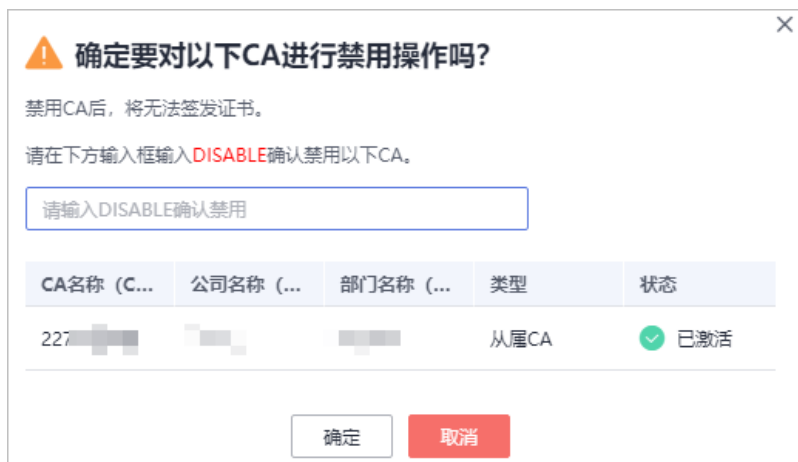 确定要对以下CA进行禁用操作吗？
禁用CA后，将无法签发证书。
请在下方输入框输入DISABLE确认禁用以下CA。
请输入DISABLE确认禁用
CA名称（C... 公司名称（... 部门名称（... 类型 状态
227 从属CA 已激活
确定 取消